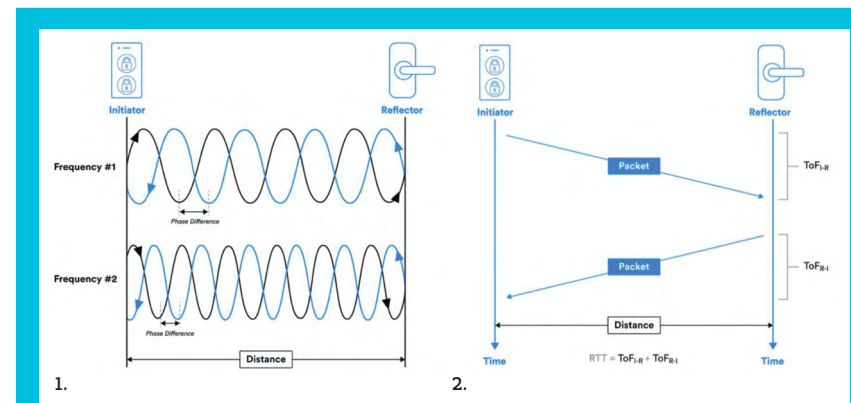 Initiator
Reflector
Frequency #1
Phase Difference
Frequency #2
Phase Difference
Distance
1.
Initiator
Reflector
Packet
ToFI-R
Packet
ToFR-I
Distance
Time
RTT = ToFI-R + ToFR-I
Time
2.